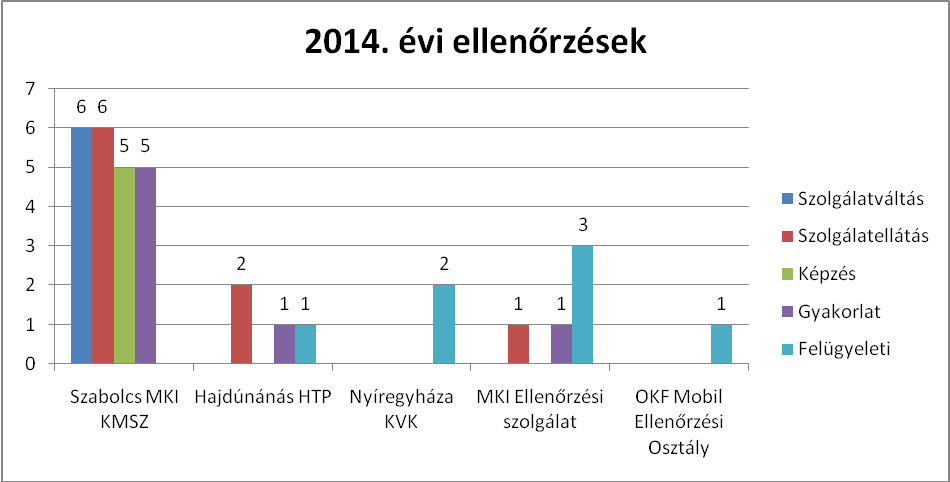 2014. évi ellenőrzések
7
6
5
4
3
2
1
0
6 6
5 5
2
1 1
2
1
1
3
1
Szabolcs MKI
KMSZ
Hajdúnánás HTP
Nyíregyháza
KVK
MKI Ellenőrzési
szolgálat
OKF Mobil
Ellenőrzési
Osztály
Szolgálatváltás
Szolgálatellátás
Képzés
Gyakorlat
Felügyeleti